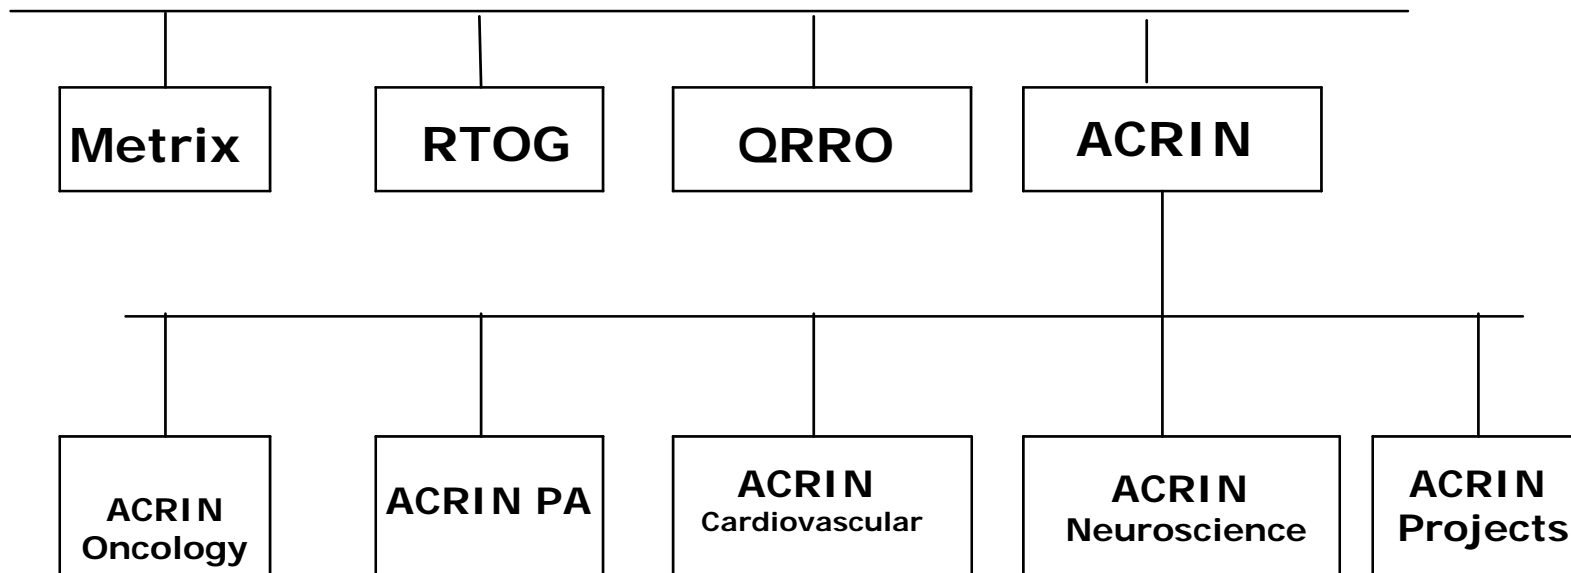 Metrix
RTOG
QRRO
ACRIN
ACRIN
Oncology
ACRIN PA
ACRIN
Cardiovascular
ACRIN
Neuroscience
ACRIN
Projects